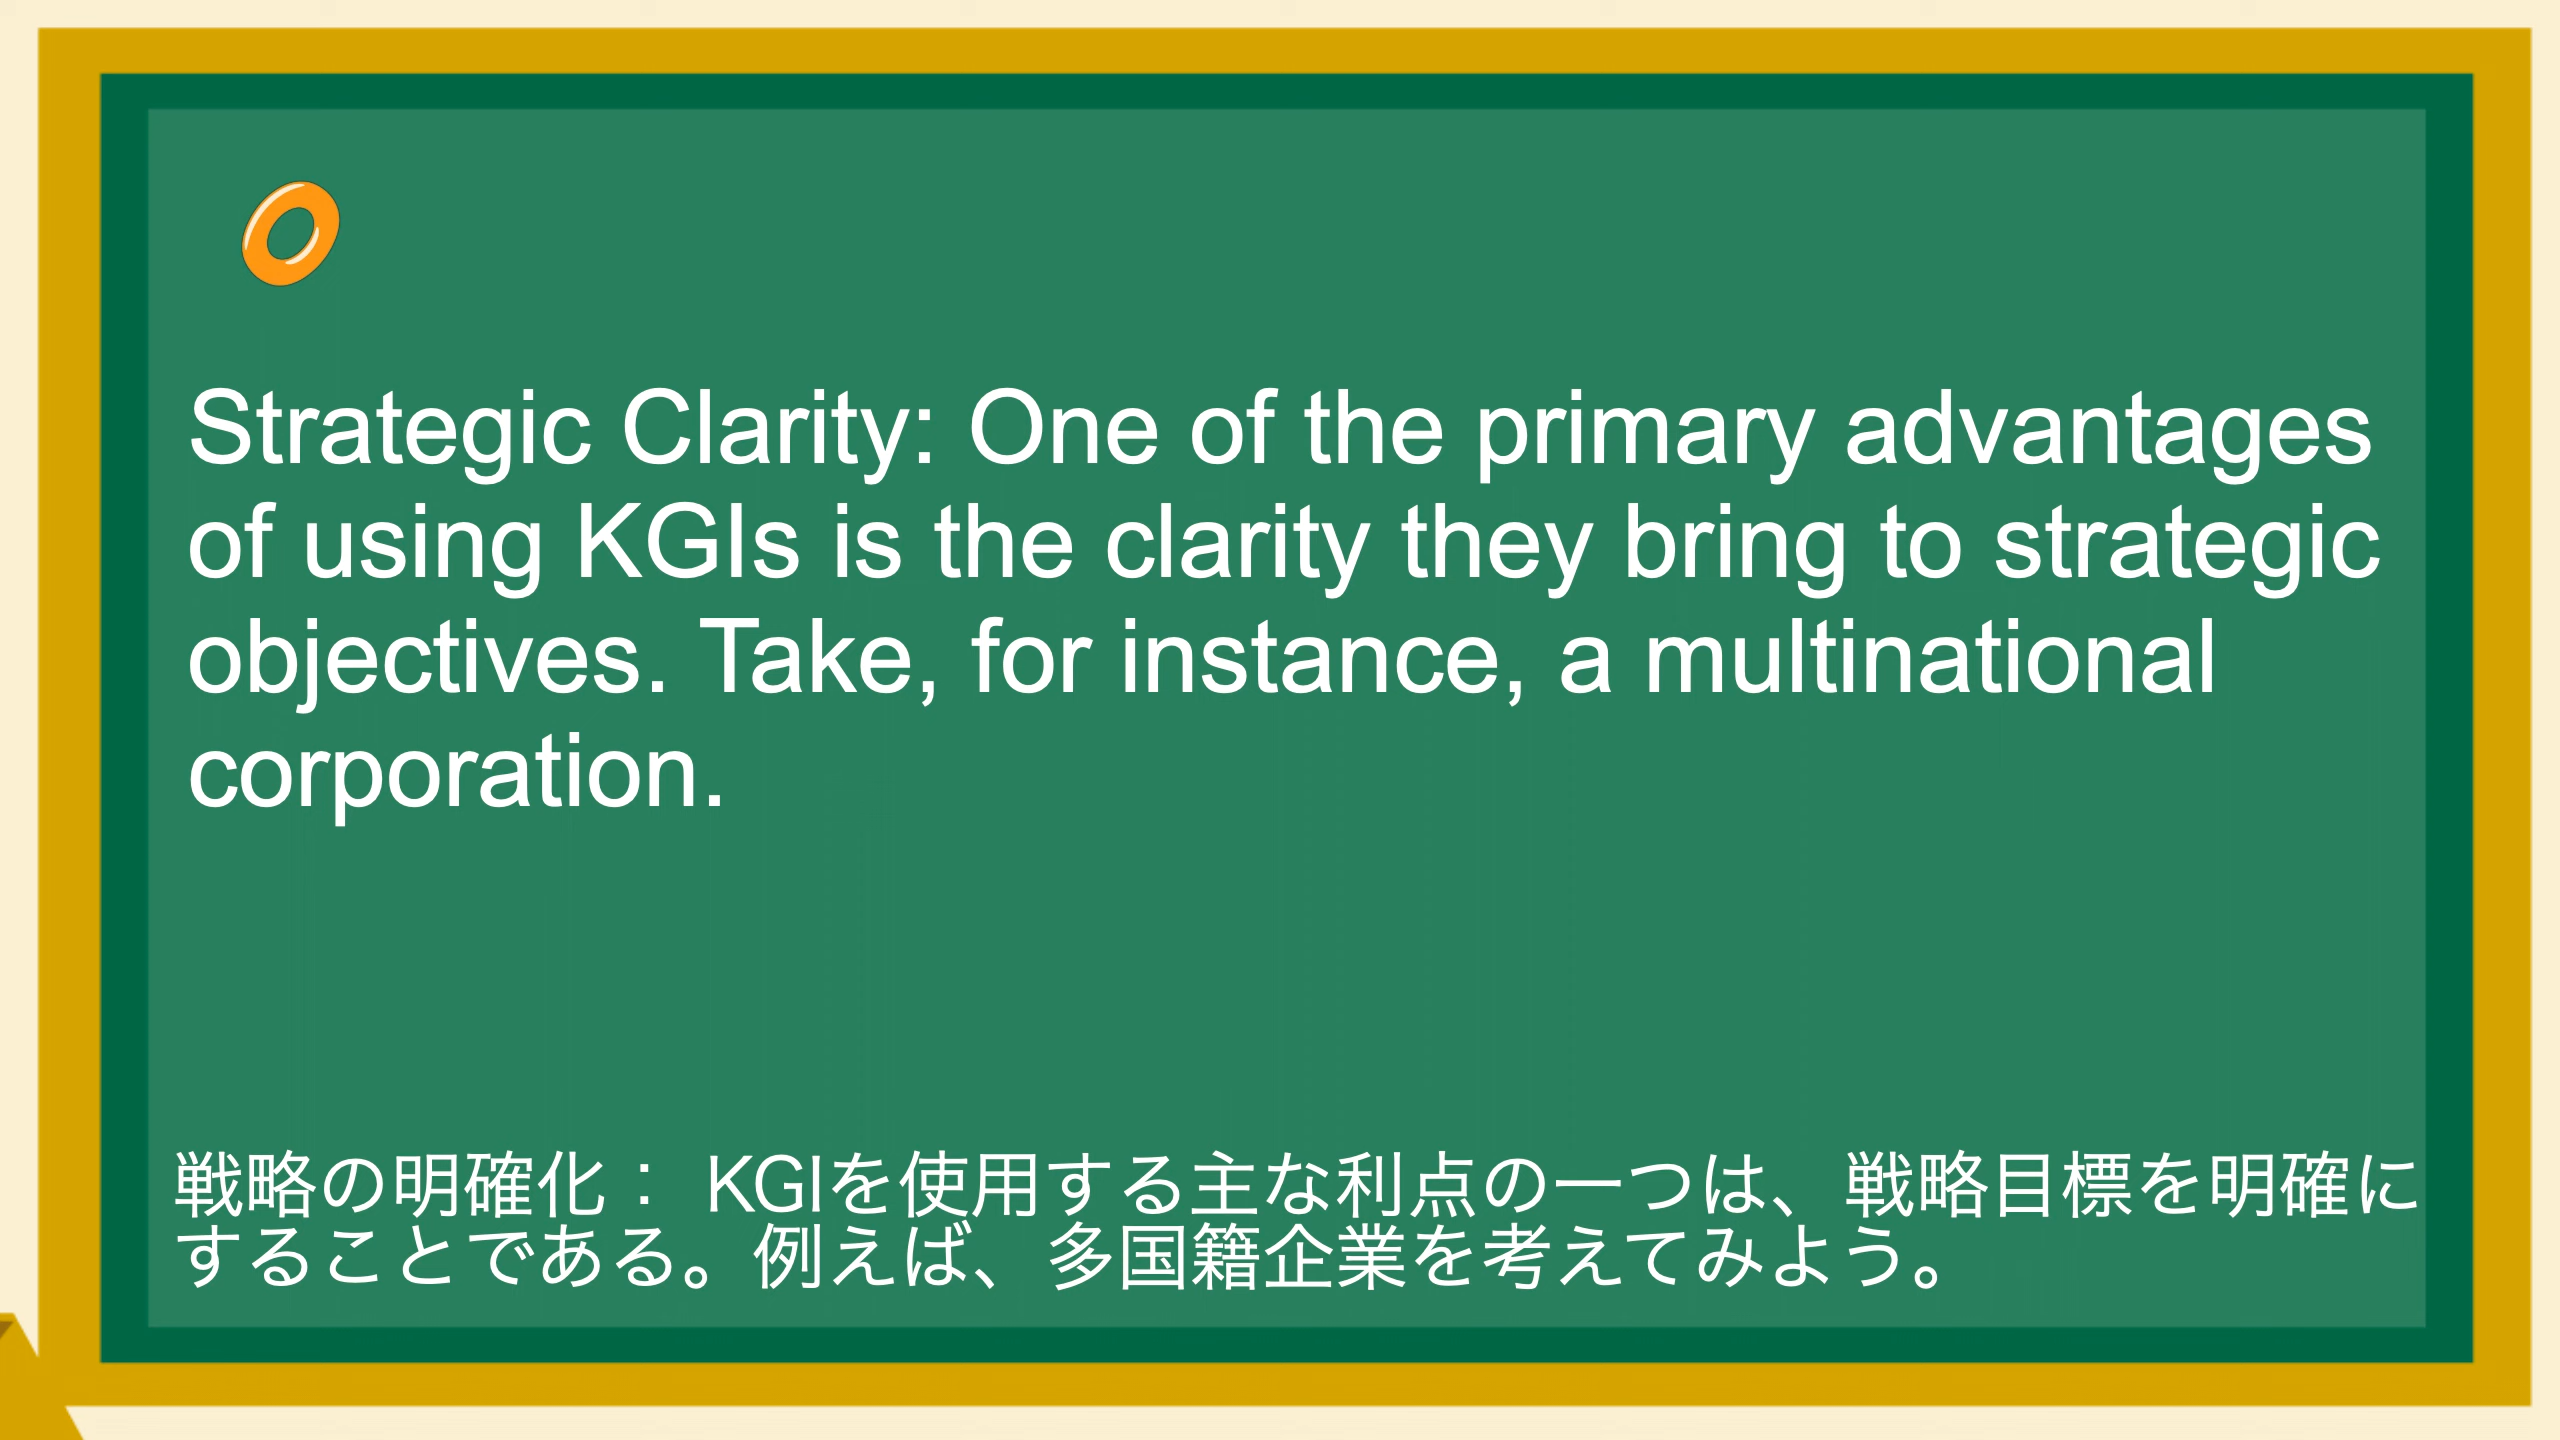 Strategic Clarity: One of the primary advantages
of using KGIs is the clarity they bring to strategic
objectives. Take, for instance, a multinational
corporation.
戦略の明確化： KGIを使用する主な利点の一つは、戦略目標を明確に
することである。例えば、多国籍企業を考えてみよう。